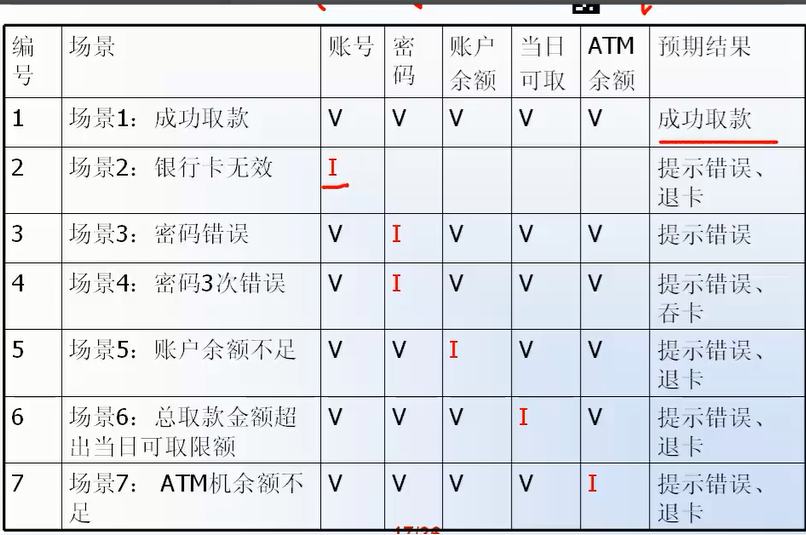 编号 场景 账号 密码 账户余额 当日可取 ATM余额 预期结果
1 场景1：成功取款 V V V V V 成功取款
2 场景2：银行卡无效 I 提示错误、退卡
3 场景3：密码错误 V I V V V 提示错误
4 场景4：密码3次错误 V I V V V 提示错误、吞卡
5 场景5：账户余额不足 V V I V V 提示错误、退卡
6 场景6：总取款金额超出当日可取限额 V V V I V 提示错误、退卡
7 场景7： ATM机余额不足 V V V V I 提示错误、退卡